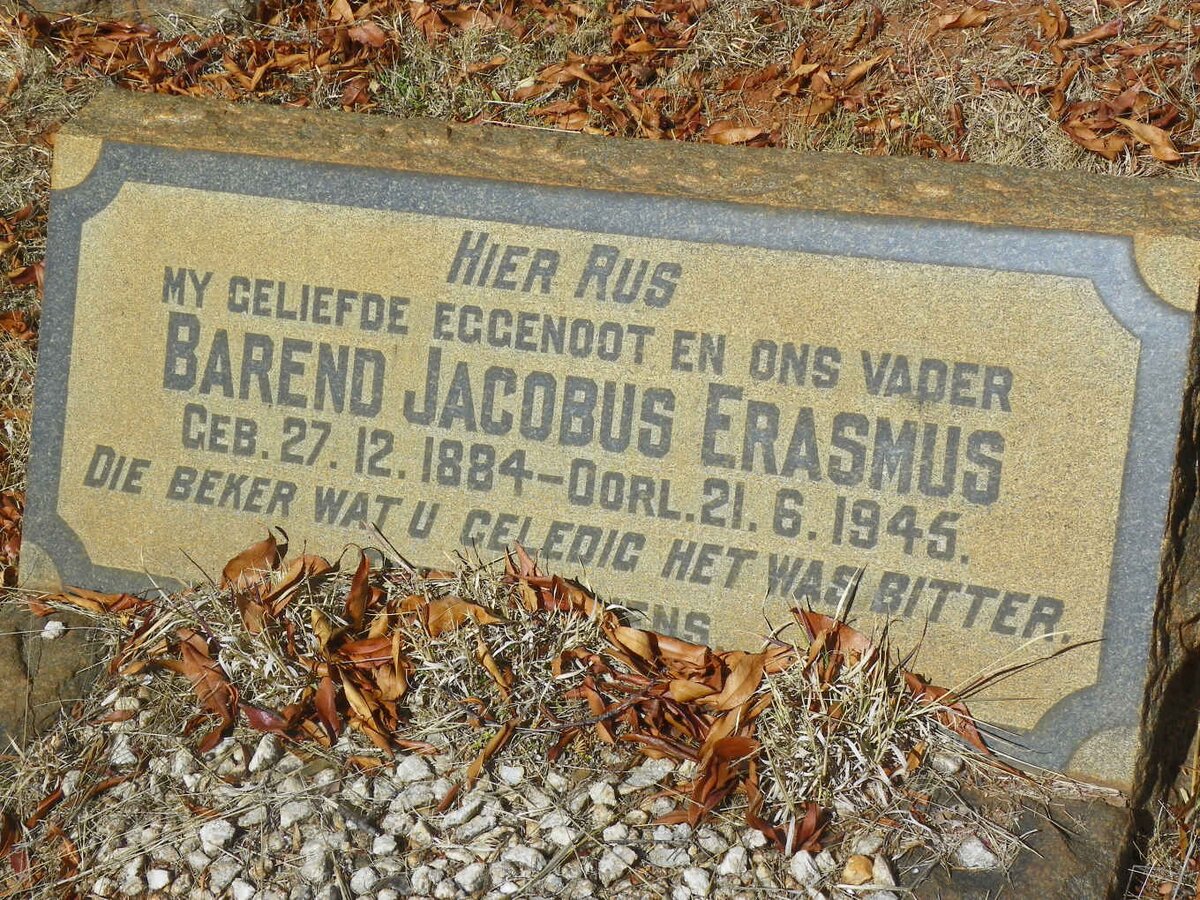 HIER RUS
MY GELIEFDE EGGENOOT EN ONS VADER
BAREND JACOBUS ERASMUS
GEB. 27. 12. 1884 – OORL. 21. 6. 1945.
DIE BEKER WAT U GELEDIG HET WAS BITTER.